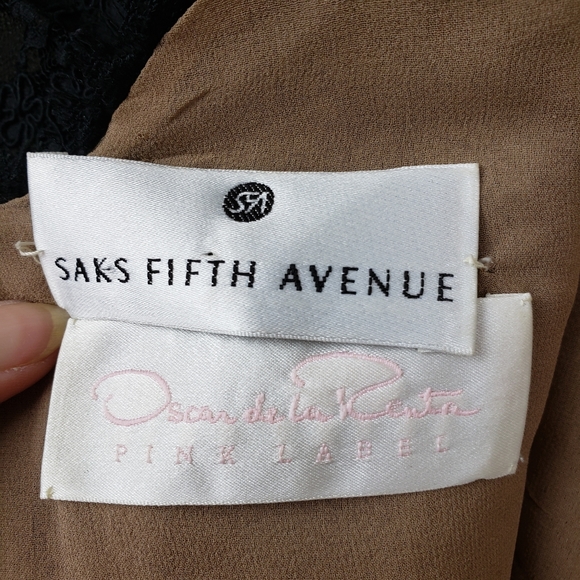 SFA
SAKS FIFTH AVENUE
Oscar de la Renta
PINK LABEL